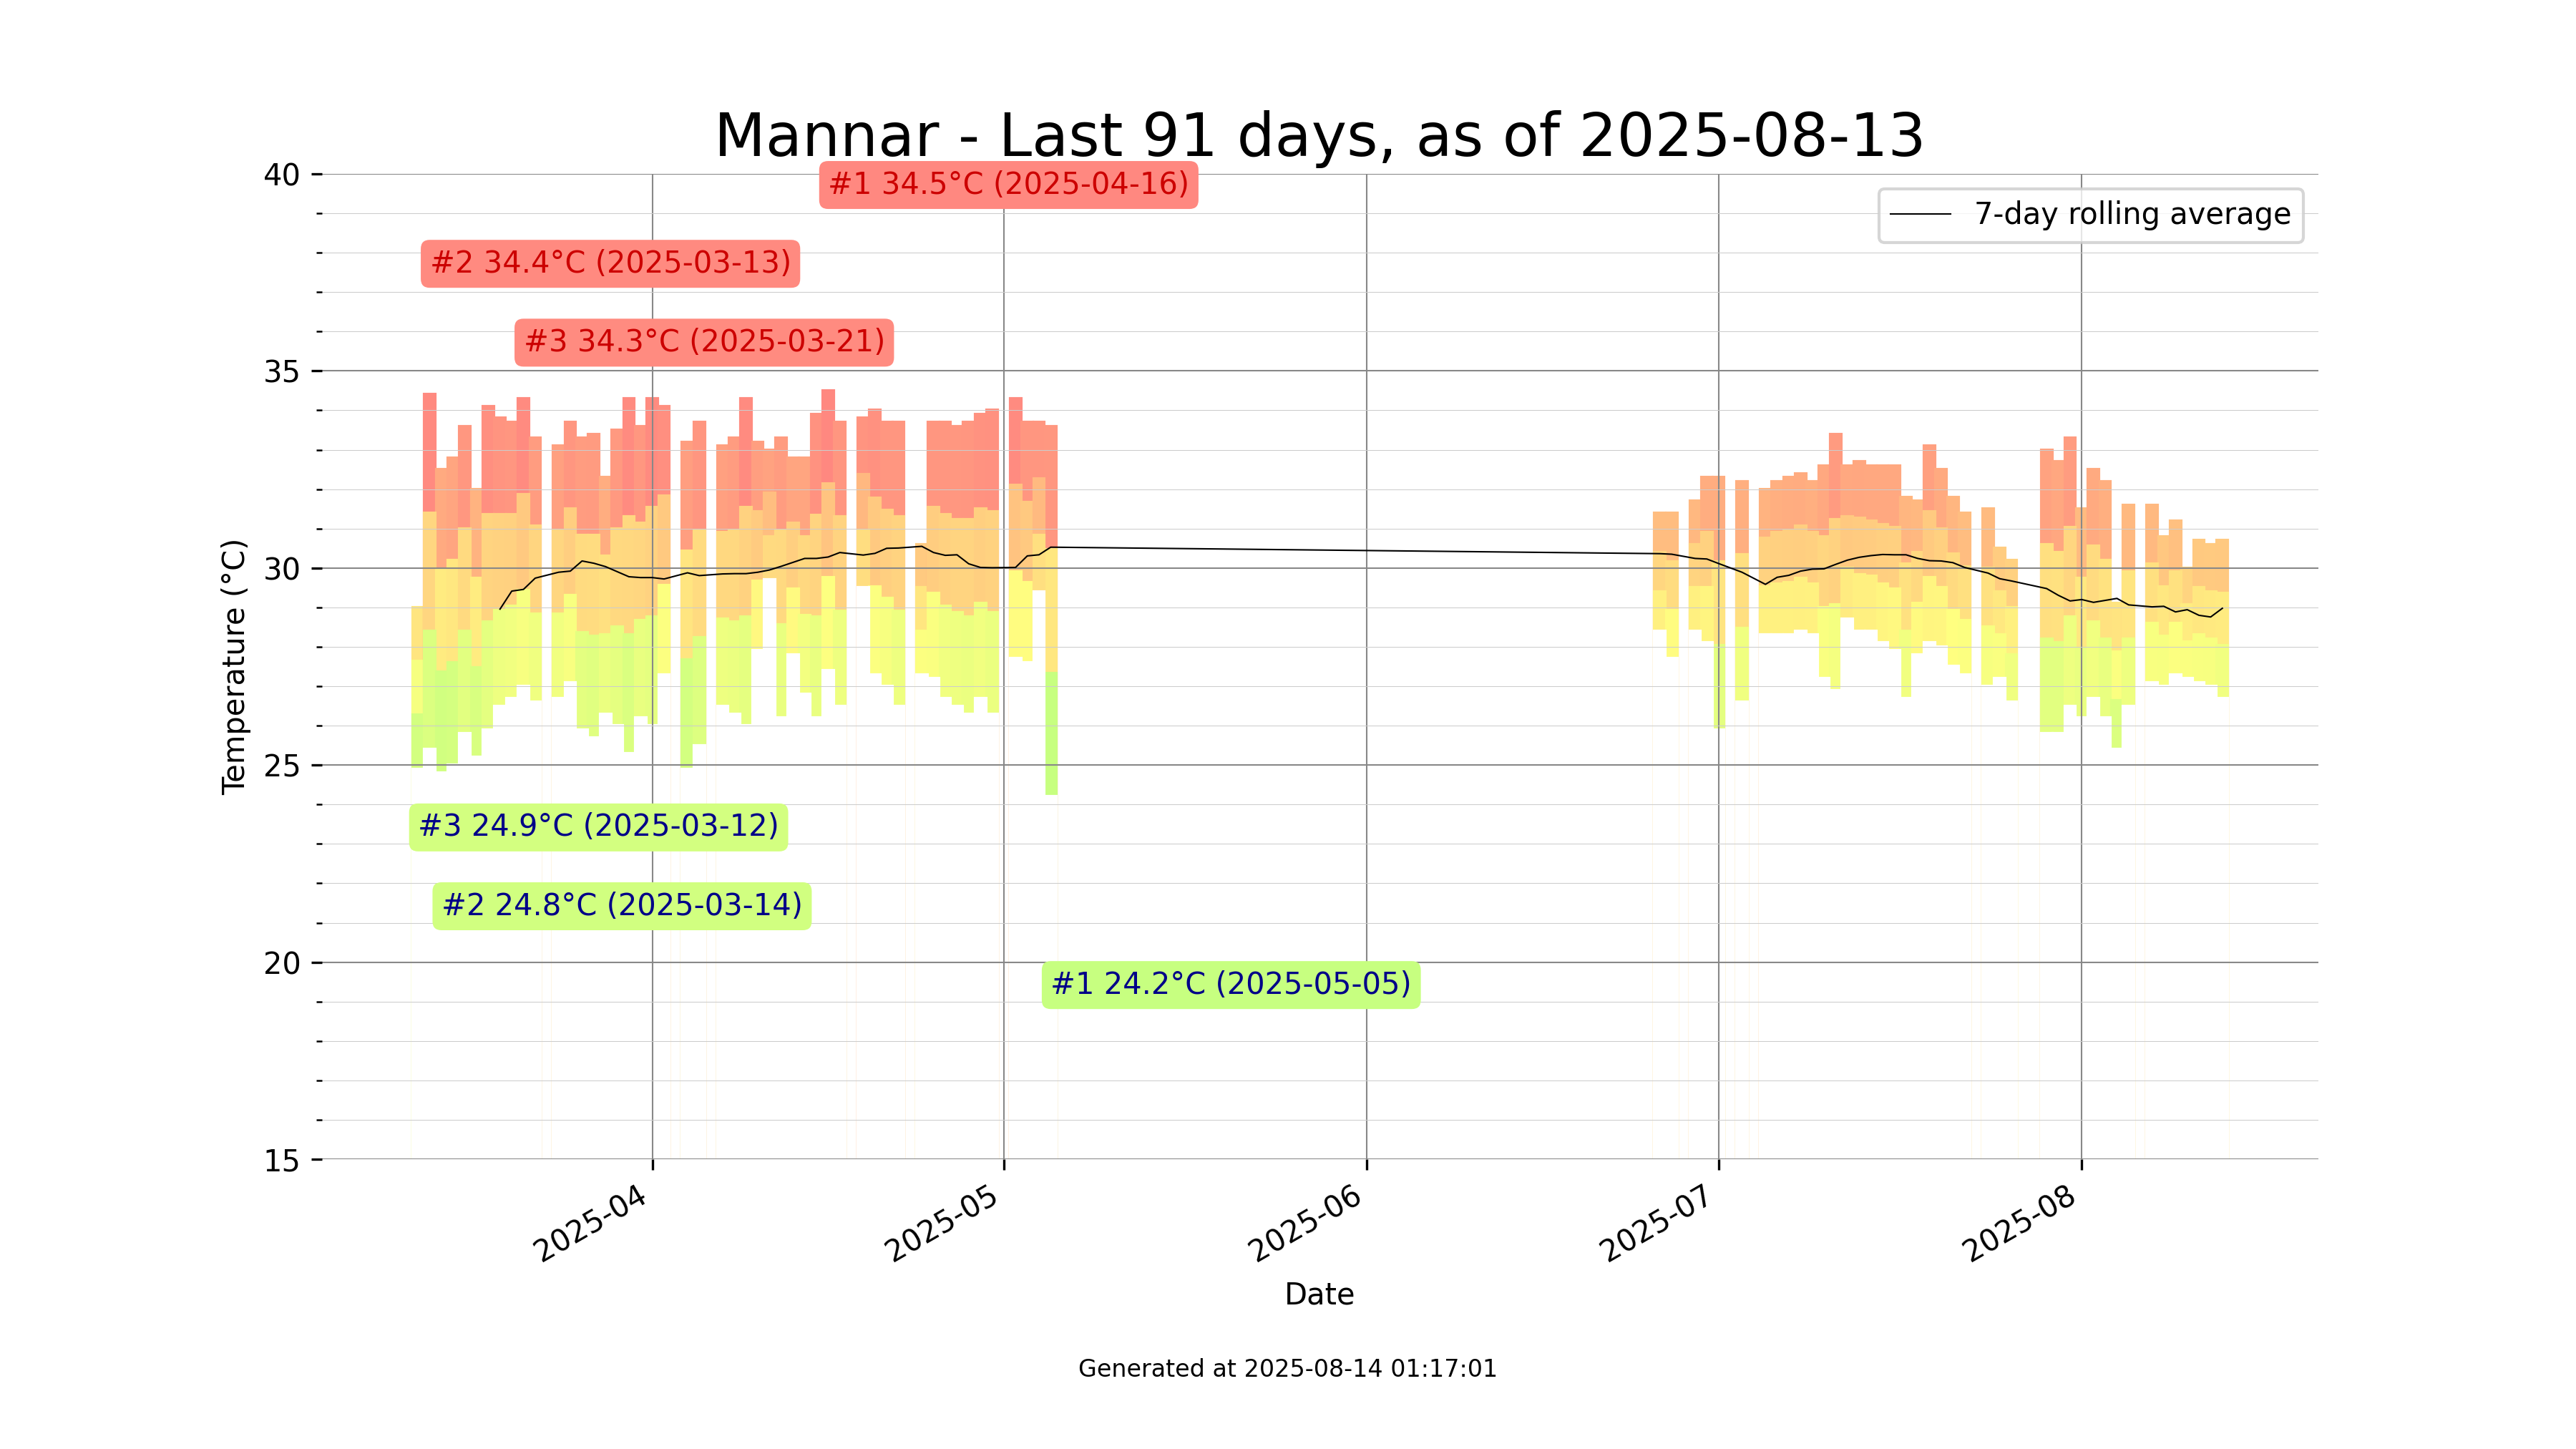 Mannar - Last 91 days, as of 2025-08-13
#1 34.5°C (2025-04-16)
#2 34.4°C (2025-03-13)
#3 34.3°C (2025-03-21)
7-day rolling average
40
35
30
25
20
15
Temperature (°C)
#3 24.9°C (2025-03-12)
#2 24.8°C (2025-03-14)
#1 24.2°C (2025-05-05)
2025-04
2025-05
2025-06
2025-07
2025-08
Date
Generated at 2025-08-14 01:17:01